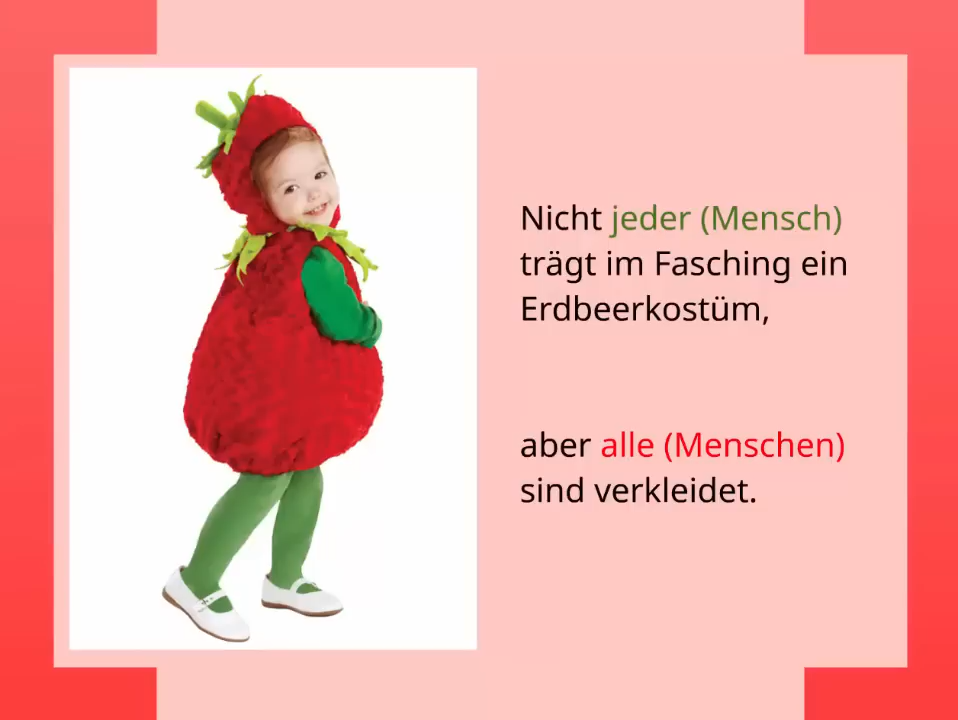 Nicht jeder (Mensch)
trägt im Fasching ein
Erdbeerkostüm,
aber alle (Menschen)
sind verkleidet.